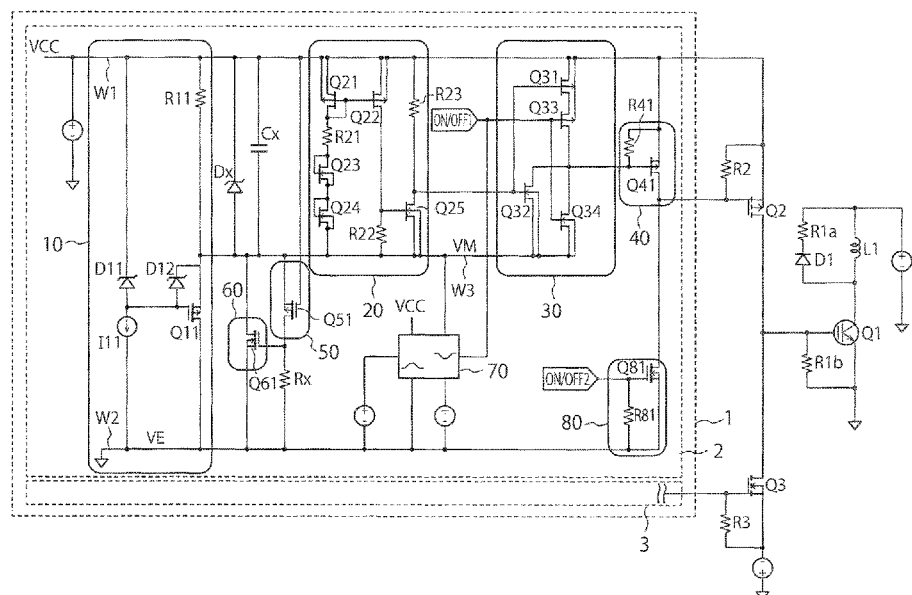 VCC
W1
R11
Dx
Cx
Q21
Q22
R21
Q23
Q24
R22
R23
Q25
20
ON/OFF1
Q31
Q33
Q32
Q34
30
R41
Q41
40
R2
Q2
R1a
D1
L1
Q1
R1b
10
D11
D12
I11
Q11
60
Q61
Q51
50
Rx
VM
W3
VCC
70
ON/OFF2
Q81
R81
80
W2
VE
1
2
3
Q3
R3